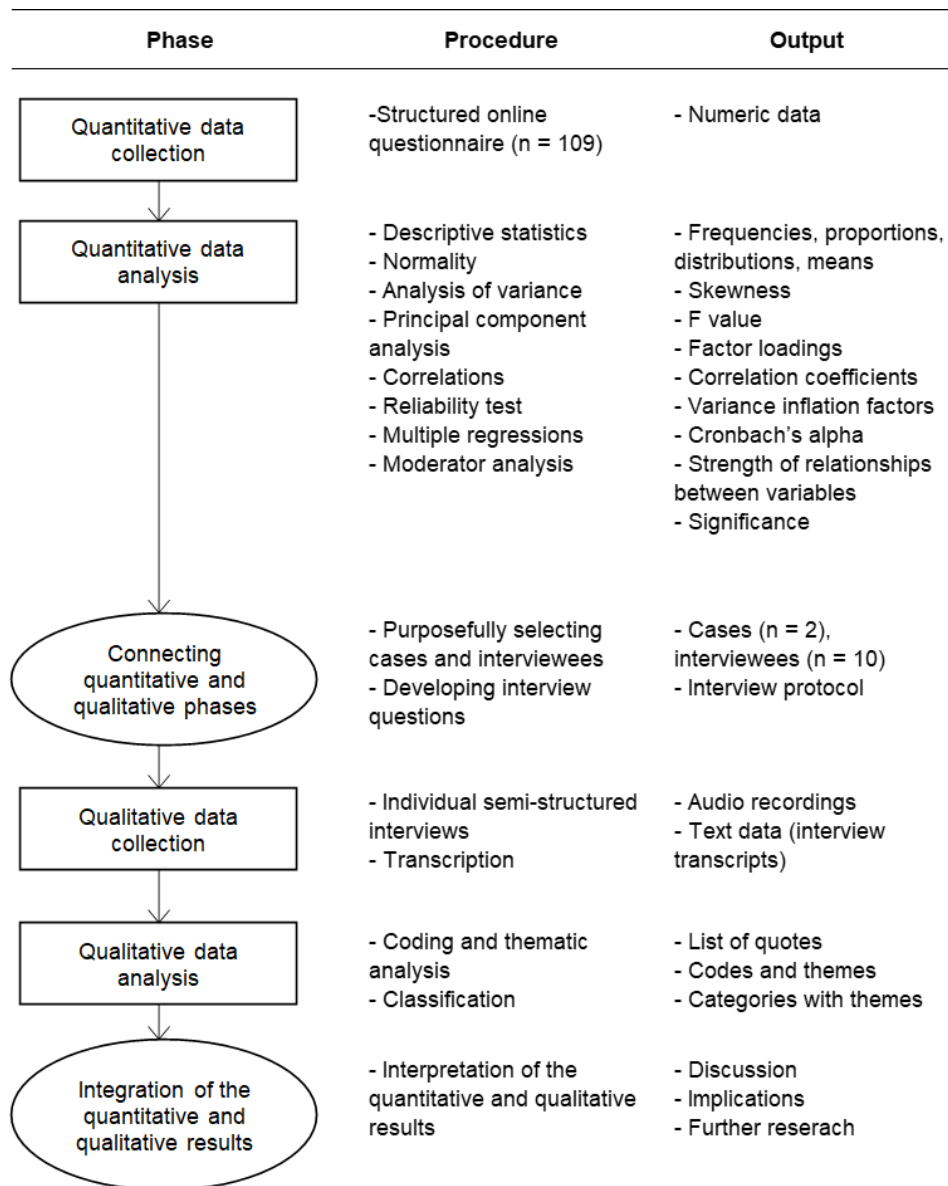 Phase Procedure Output
Quantitative data
collection
-Structured online
questionnaire (n = 109)
- Numeric data
Quantitative data
analysis
- Descriptive statistics
- Normality
- Analysis of variance
- Principal component
analysis
- Correlations
- Reliability test
- Multiple regressions
- Moderator analysis
- Frequencies, proportions,
distributions, means
- Skewness
- F value
- Factor loadings
- Correlation coefficients
- Variance inflation factors
- Cronbach’s alpha
- Strength of relationships
between variables
- Significance
Connecting
quantitative and
qualitative phases
- Purposefully selecting
cases and interviewees
- Developing interview
questions
- Cases (n = 2),
interviewees (n = 10)
- Interview protocol
Qualitative data
collection
- Individual semi-structured
interviews
- Transcription
- Audio recordings
- Text data (interview
transcripts)
Qualitative data
analysis
- Coding and thematic
analysis
- Classification
- List of quotes
- Codes and themes
- Categories with themes
Integration of the
quantitative and
qualitative results
- Interpretation of the
quantitative and qualitative
results
- Discussion
- Implications
- Further reserach